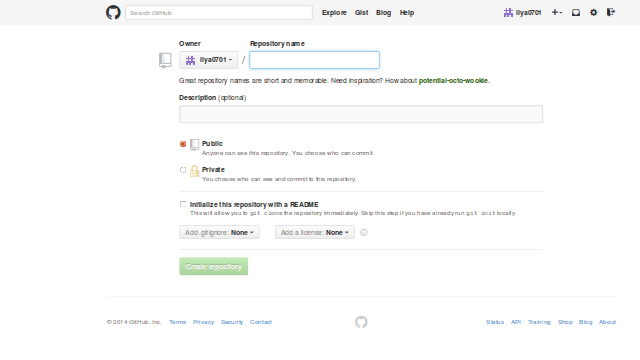 Search GitHub
Explore Gist Blog Help
ilya0701
Owner Repository name
ilya0701 /
Great repository names are short and memorable. Need inspiration? How about potential-octo-wookie.
Description (optional)
Public
Anyone can see this repository. You choose who can commit.
Private
You choose who can see and commit to this repository.
Initialize this repository with a README
This will allow you to git clone the repository immediately. Skip this step if you have already run git init locally.
Add .gitignore: None Add a license: None
Create repository
© 2014 GitHub, Inc. Terms Privacy Security Contact Status API Training Shop Blog About